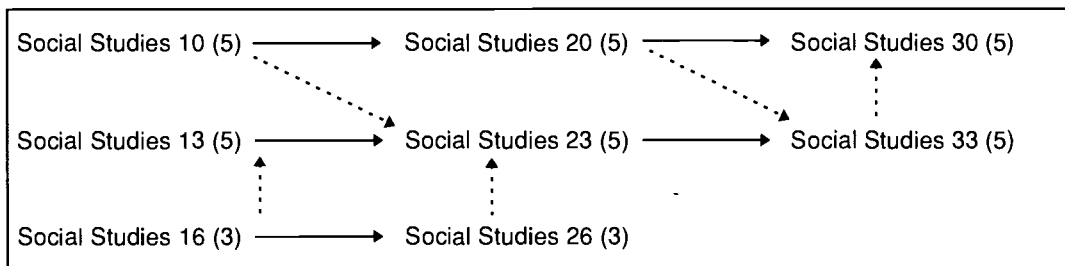 Social Studies 10 (5) Social Studies 20 (5) Social Studies 30 (5)
Social Studies 13 (5) Social Studies 23 (5) Social Studies 33 (5)
Social Studies 16 (3) Social Studies 26 (3)